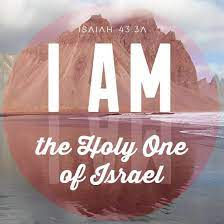 ISAIAH 43:3A
I AM
the Holy One
of Israel